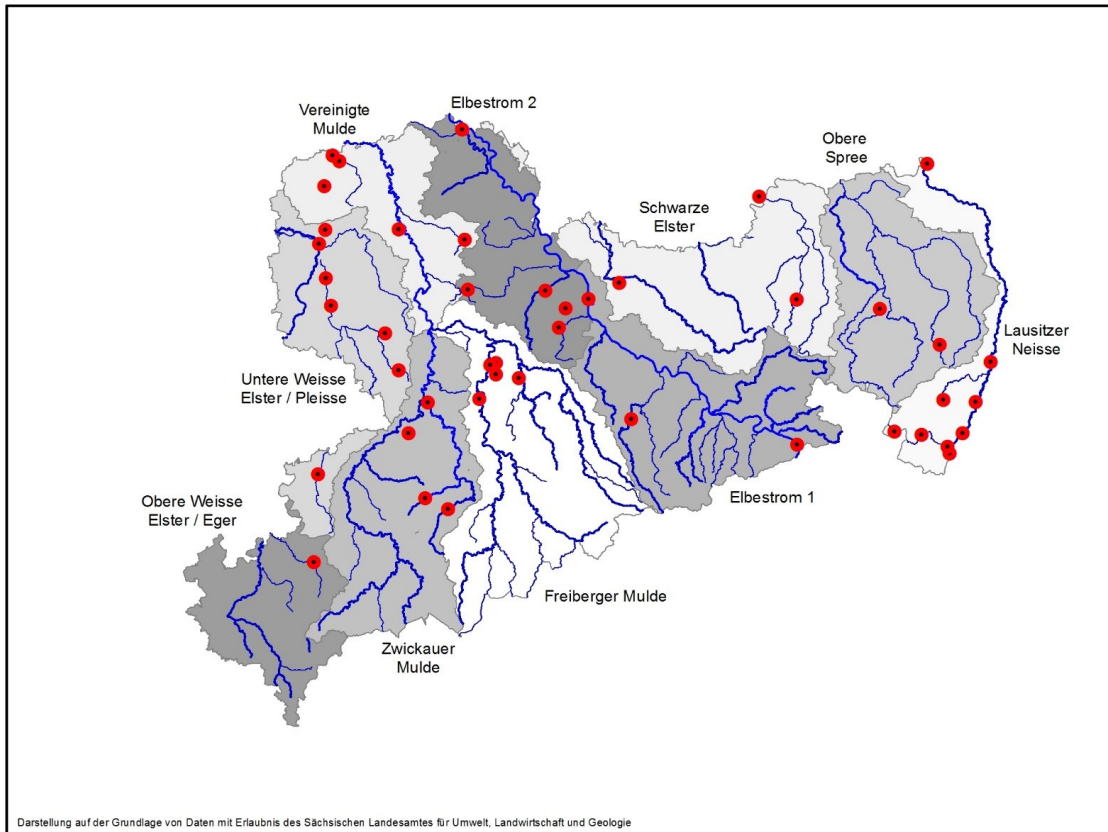 Elbestrom 2
Vereinigte
Mulde
Obere
Spree
Schwarze
Elster
Lausitzer
Neisse
Untere Weisse
Elster / Pleisse
Elbestrom 1
Obere Weisse
Elster / Eger
Freiberger Mulde
Zwickauer
Mulde
Darstellung auf der Grundlage von Daten mit Erlaubnis des Sächsischen Landesamtes für Umwelt, Landwirtschaft und Geologie